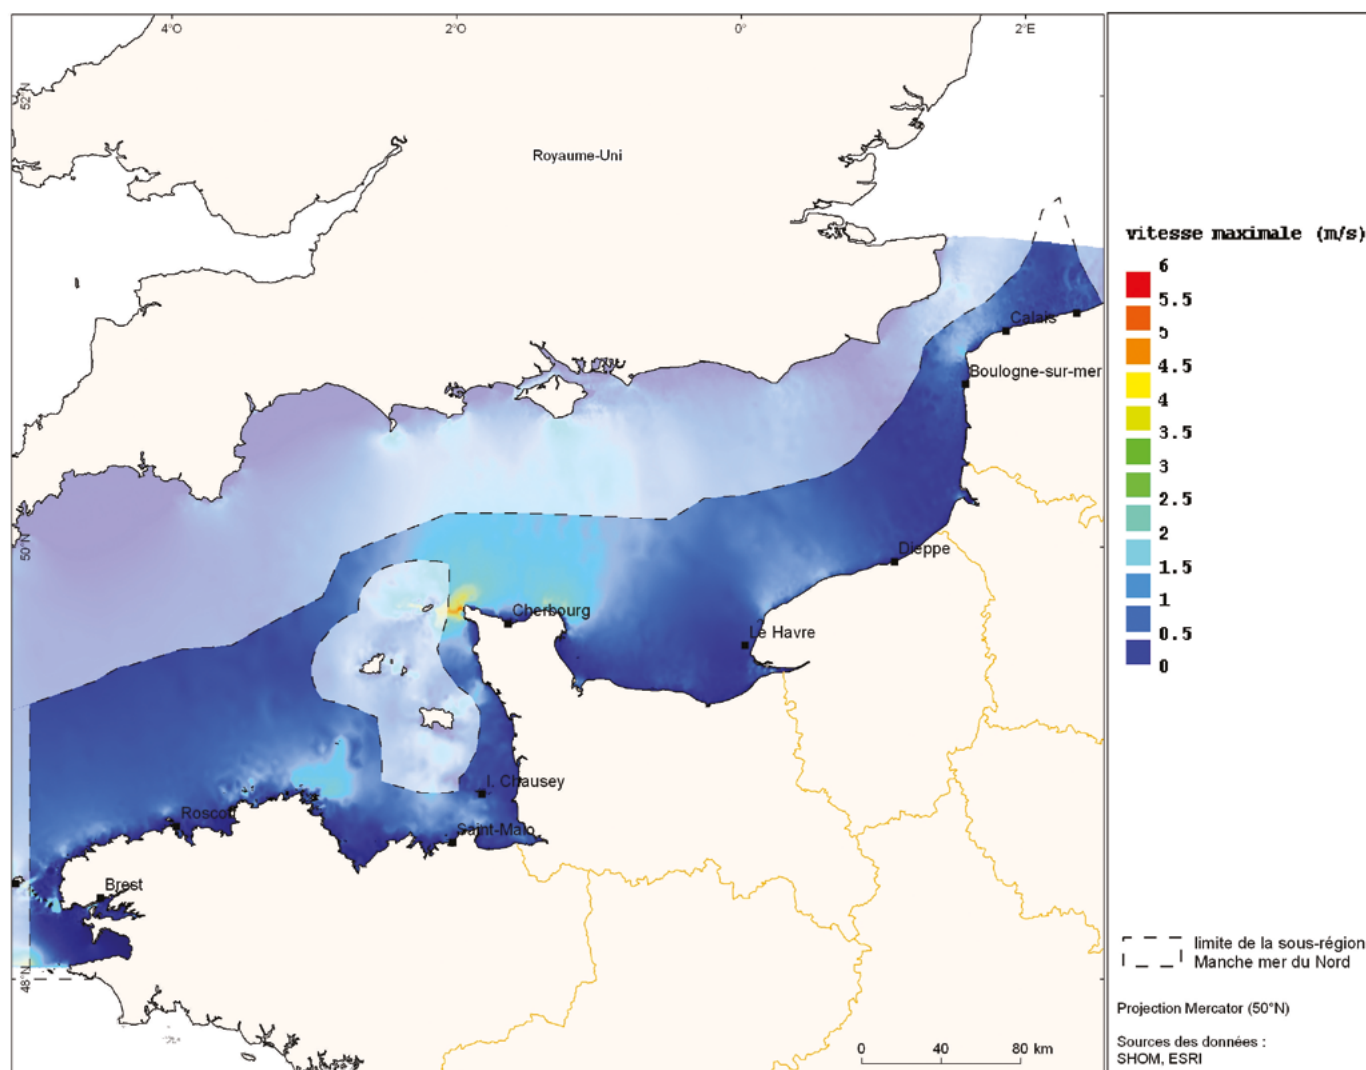 4°O
2°O
0°
2°E
52°N
50°N
48°N
Royaume-Uni
Calais
Boulogne-sur-mer
Dieppe
Cherbourg
Le Havre
I. Chausey
Saint-Malo
Roscoff
Brest
vitesse maximale (m/s)
6
5.5
5
4.5
4
3.5
3
2.5
2
1.5
1
0.5
0
limite de la sous-région
Manche mer du Nord
Projection Mercator (50°N)
Sources des données :
SHOM, ESRI
0 40 80 km